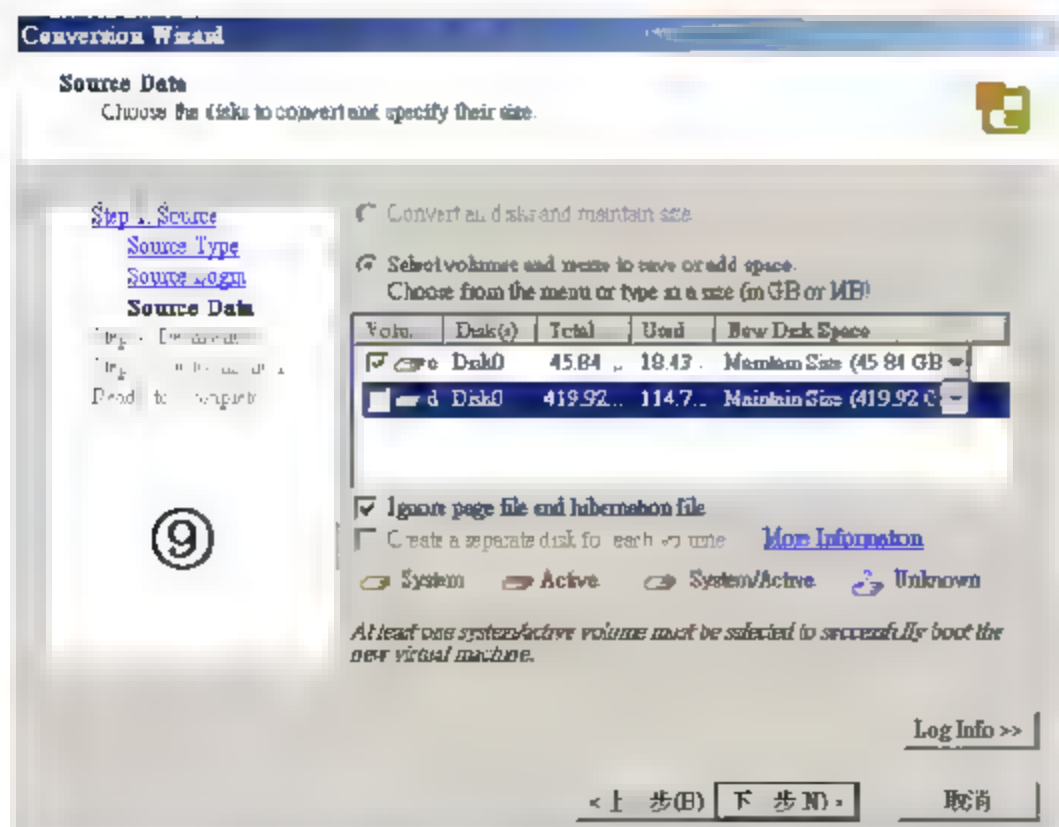 Conversion Wizard
Source Data
Choose the disks to convert and specify their size.
Step 1: Source
Source Type
Source Login
Source Data
Ready to Complete
⑨
Convert all disks and maintain size
Select volumes and resize to save or add space.
Choose from the menu or type in a size (in GB or MB)
Volu... Disk(s) Total Used New Disk Space
c Disk0 45.84 ... 18.43 ... Maintain Size (45.84 GB
d Disk0 419.92... 114.7... Maintain Size (419.92 G
Ignore page file and hibernation file
Create a separate disk for each volume More Information
System Active System/Active Unknown
At least one system/active volume must be selected to successfully boot the
new virtual machine.
Log Info >>
<上一步(B) 下一步(N)> 取消